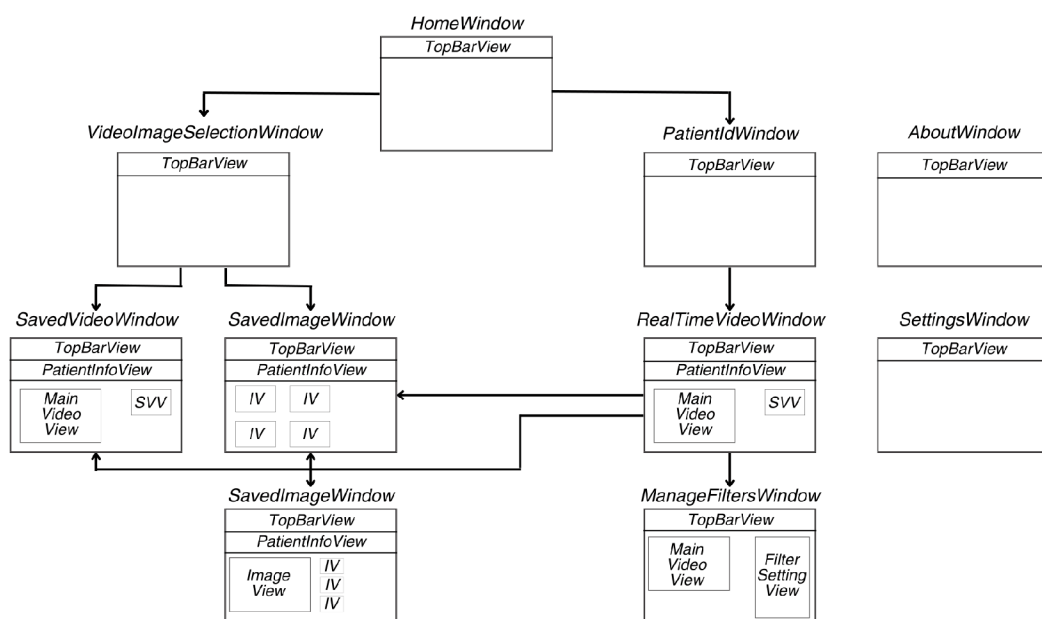 HomeWindow
TopBarView
VideoImageSelectionWindow
PatientIdWindow
AboutWindow
TopBarView
TopBarView
TopBarView
SavedVideoWindow
SavedImageWindow
RealTimeVideoWindow
SettingsWindow
TopBarView
TopBarView
TopBarView
TopBarView
PatientInfoView
PatientInfoView
PatientInfoView
Main
Video
View
SVV
IV
IV
IV
IV
Main
Video
View
SVV
SavedImageWindow
ManageFiltersWindow
TopBarView
PatientInfoView
Image
View
IV
IV
IV
TopBarView
Main
Video
View
Filter
Setting
View